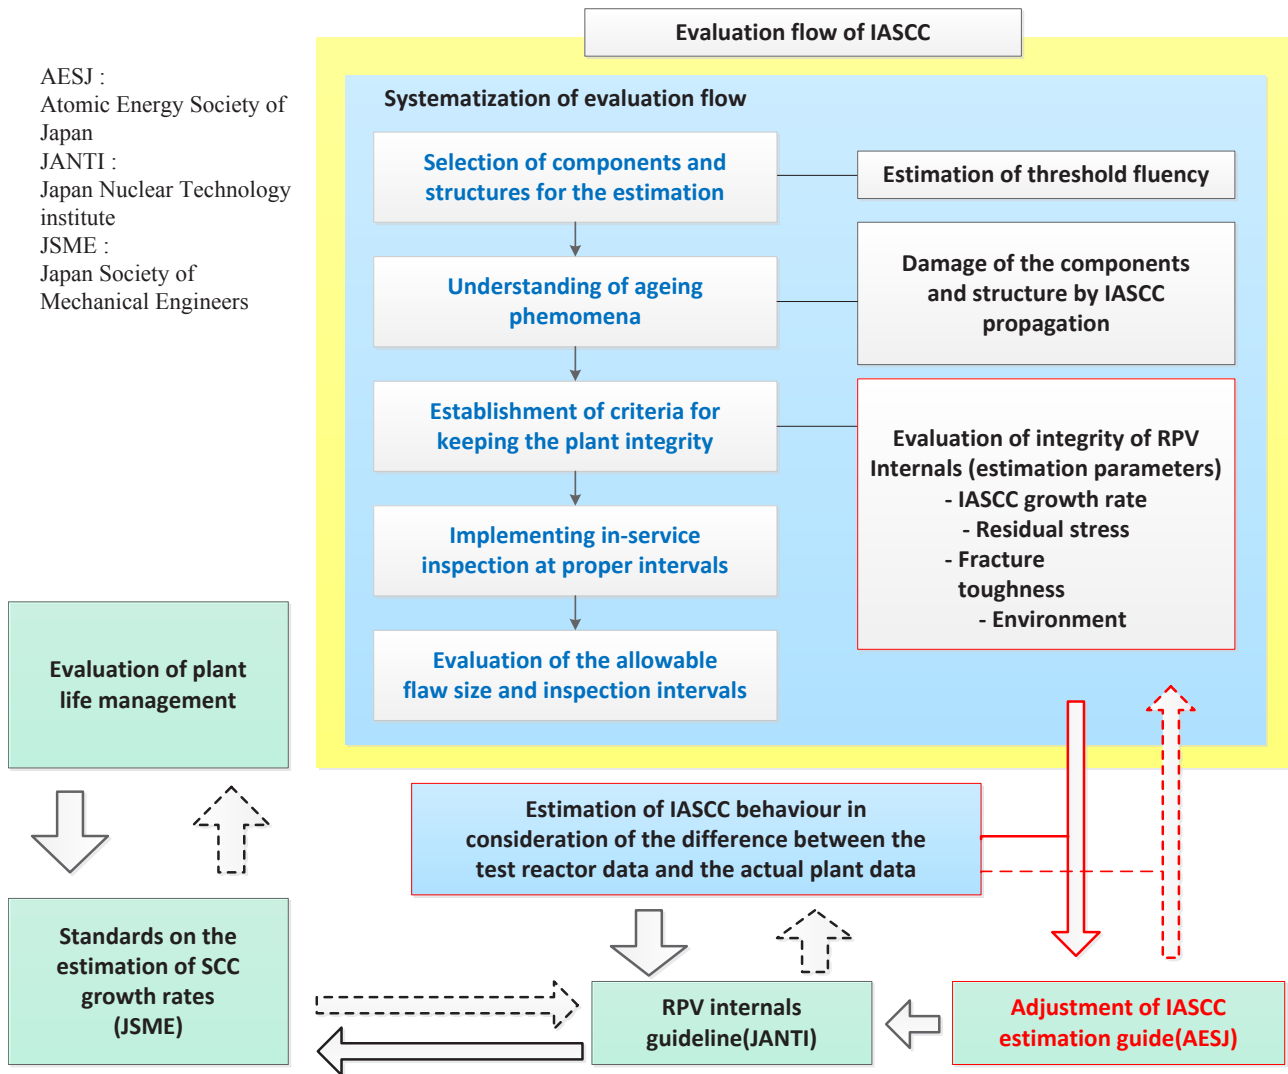 Evaluation flow of IASCC
AESJ :
Atomic Energy Society of
Japan
JANTI :
Japan Nuclear Technology
institute
JSME :
Japan Society of
Mechanical Engineers
Systematization of evaluation flow
Selection of components and
structures for the estimation
Estimation of threshold fluency
Understanding of ageing
phemomena
Damage of the components
and structure by IASCC
propagation
Establishment of criteria for
keeping the plant integrity
Evaluation of integrity of RPV
Internals (estimation parameters)
- IASCC growth rate
- Residual stress
- Fracture
toughness
- Environment
Implementing in-service
inspection at proper intervals
Evaluation of the allowable
flaw size and inspection intervals
Evaluation of plant
life management
Estimation of IASCC behaviour in
consideration of the difference between the
test reactor data and the actual plant data
Standards on the
estimation of SCC
growth rates
(JSME)
RPV internals
guideline(JANTI)
Adjustment of IASCC
estimation guide(AESJ)